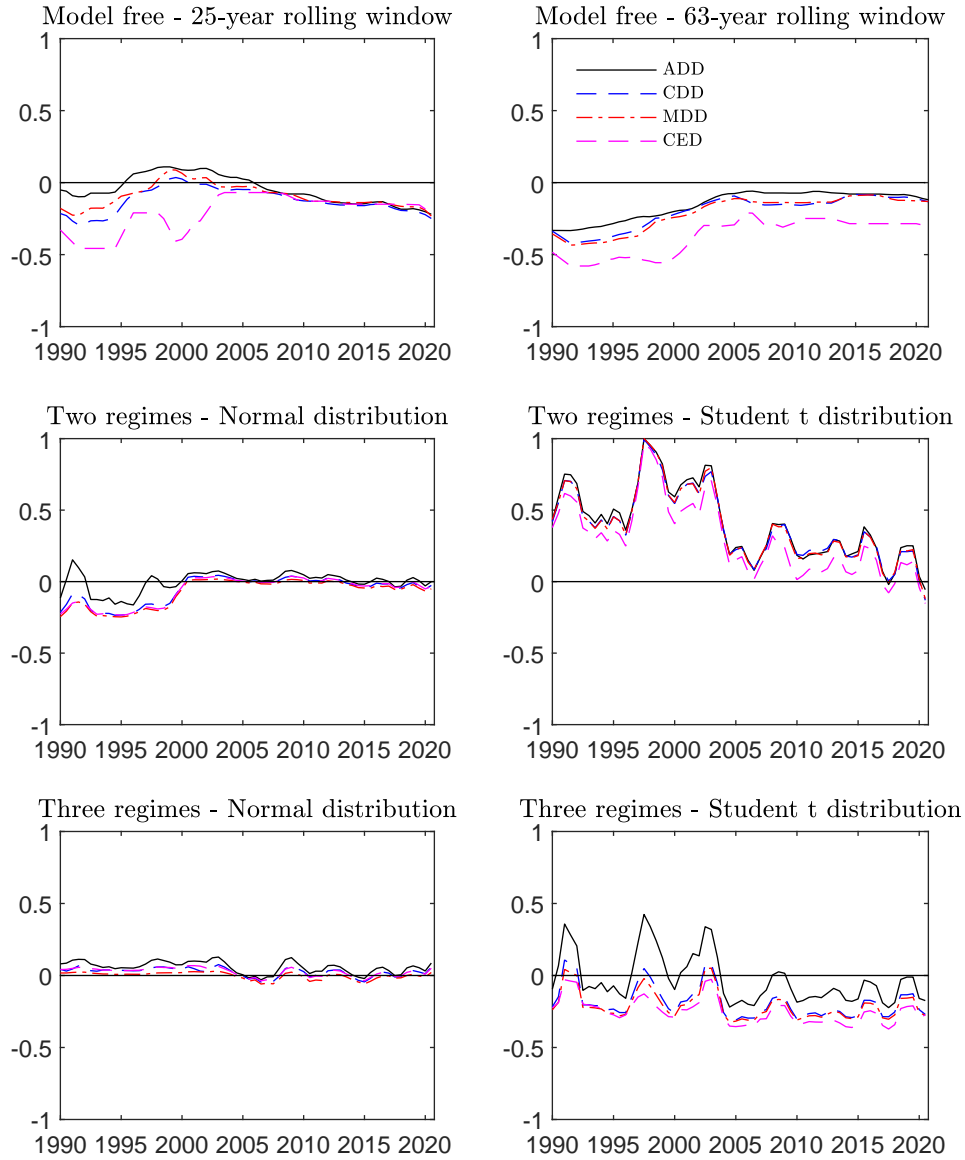 Model free - 25-year rolling window
1
0.5
0
-0.5
-1
1990 1995 2000 2005 2010 2015 2020
Model free - 63-year rolling window
ADD
CDD
MDD
CED
1
0.5
0
-0.5
-1
1990 1995 2000 2005 2010 2015 2020
Two regimes - Normal distribution
1
0.5
0
-0.5
-1
1990 1995 2000 2005 2010 2015 2020
Two regimes - Student t distribution
1
0.5
0
-0.5
-1
1990 1995 2000 2005 2010 2015 2020
Three regimes - Normal distribution
1
0.5
0
-0.5
-1
1990 1995 2000 2005 2010 2015 2020
Three regimes - Student t distribution
1
0.5
0
-0.5
-1
1990 1995 2000 2005 2010 2015 2020